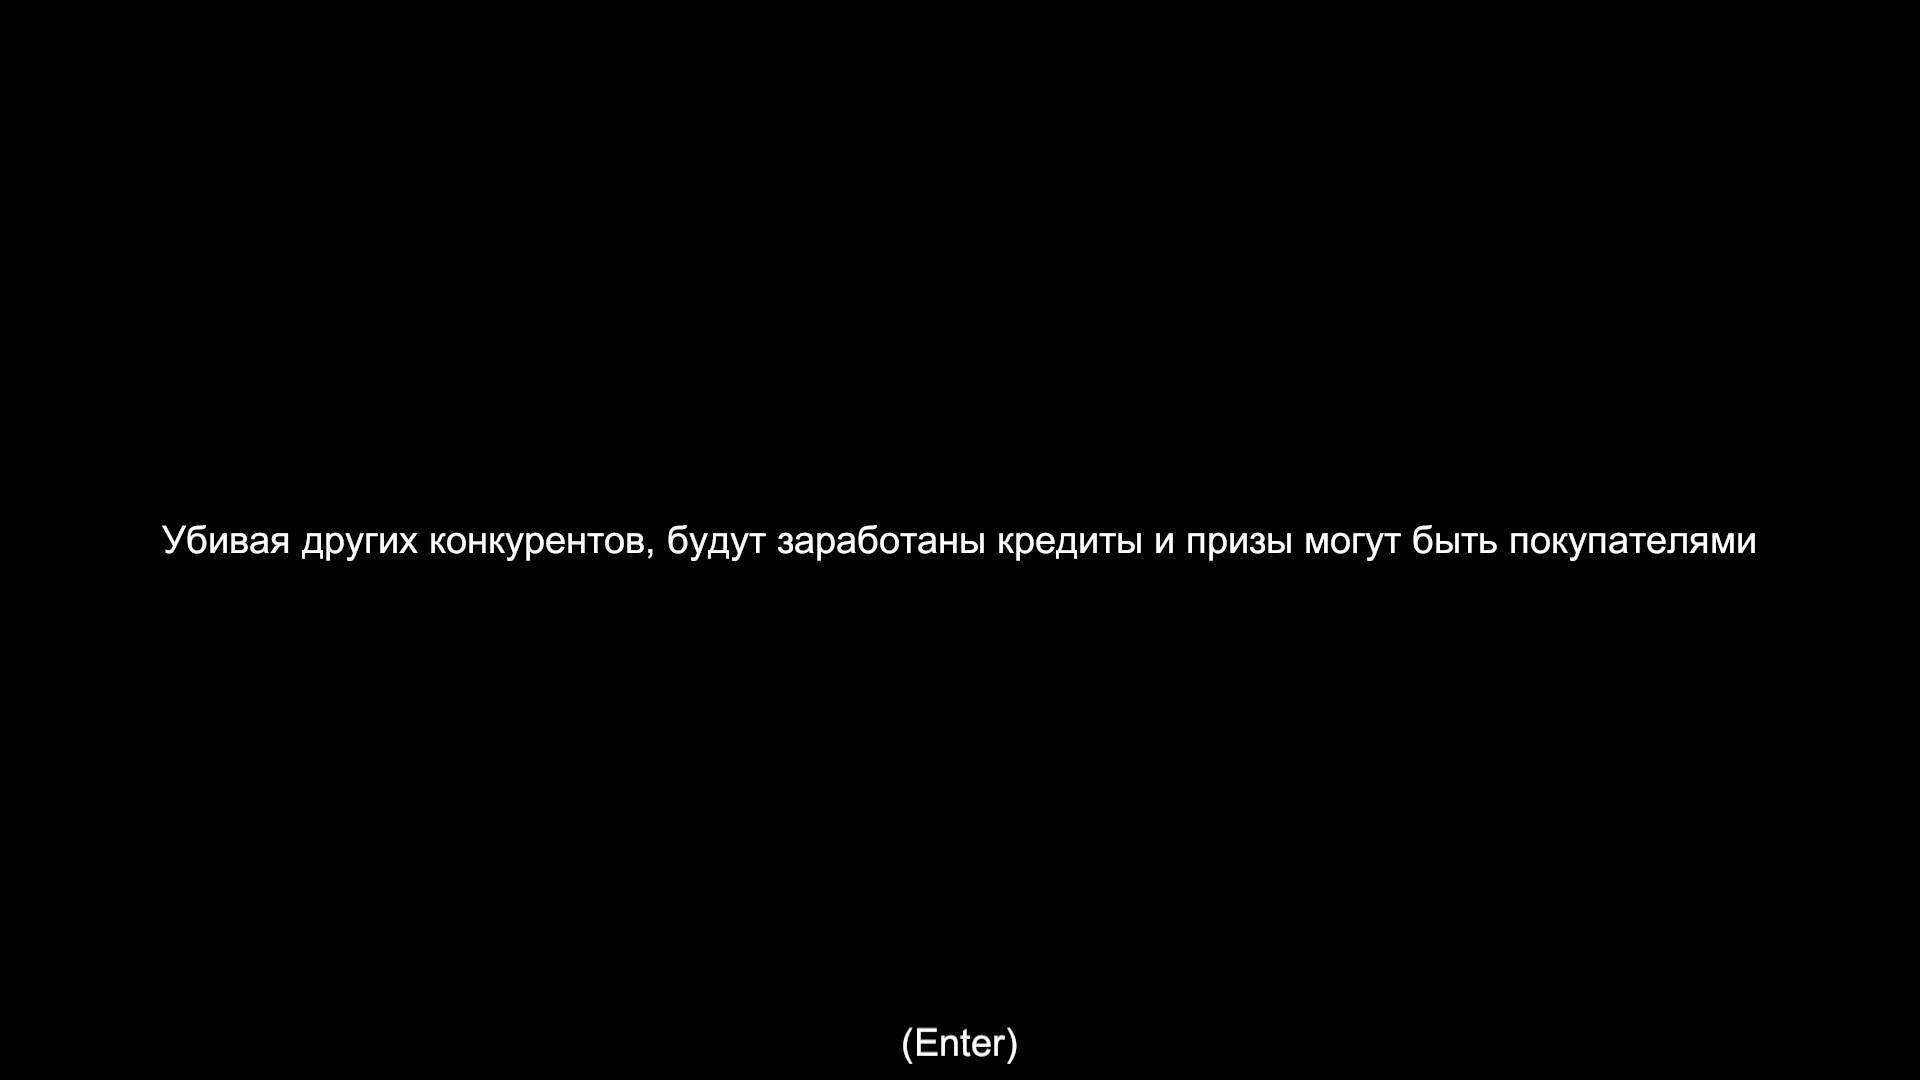 Убивая других конкурентов, будут заработаны кредиты и призы могут быть покупателями
(Enter)